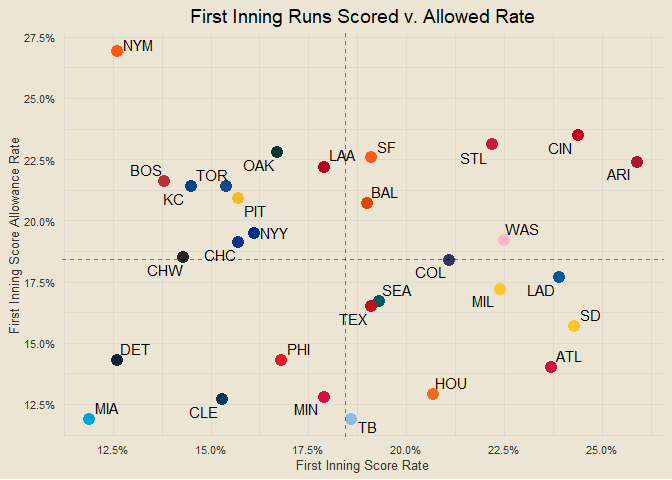 First Inning Runs Scored v. Allowed Rate
27.5%
NYM
25.0%
SF
STL
CIN
OAK
LAA
22.5%
BOS
TOR
ARI
KC
BAL
PIT
20.0%
NYY
WAS
CHC
CHW
COL
SEA
LAD
17.5%
MIL
TEX
SD
15.0%
DET
PHI
ATL
HOU
12.5%
MIA
CLE
MIN
TB
12.5%
15.0%
17.5%
20.0%
22.5%
25.0%
First Inning Score Rate
First Inning Score Allowance Rate